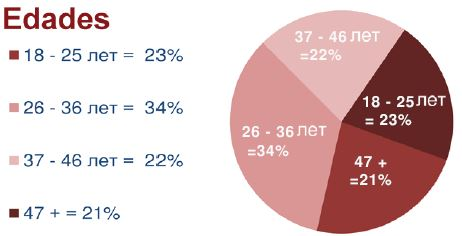 Edades
18 - 25 лет = 23%
26 - 36 лет = 34%
37 - 46 лет = 22%
47 + = 21%
37 - 46 лет
=22%
18 - 25 лет
= 23%
26 - 36 лет
=34%
47 +
=21%